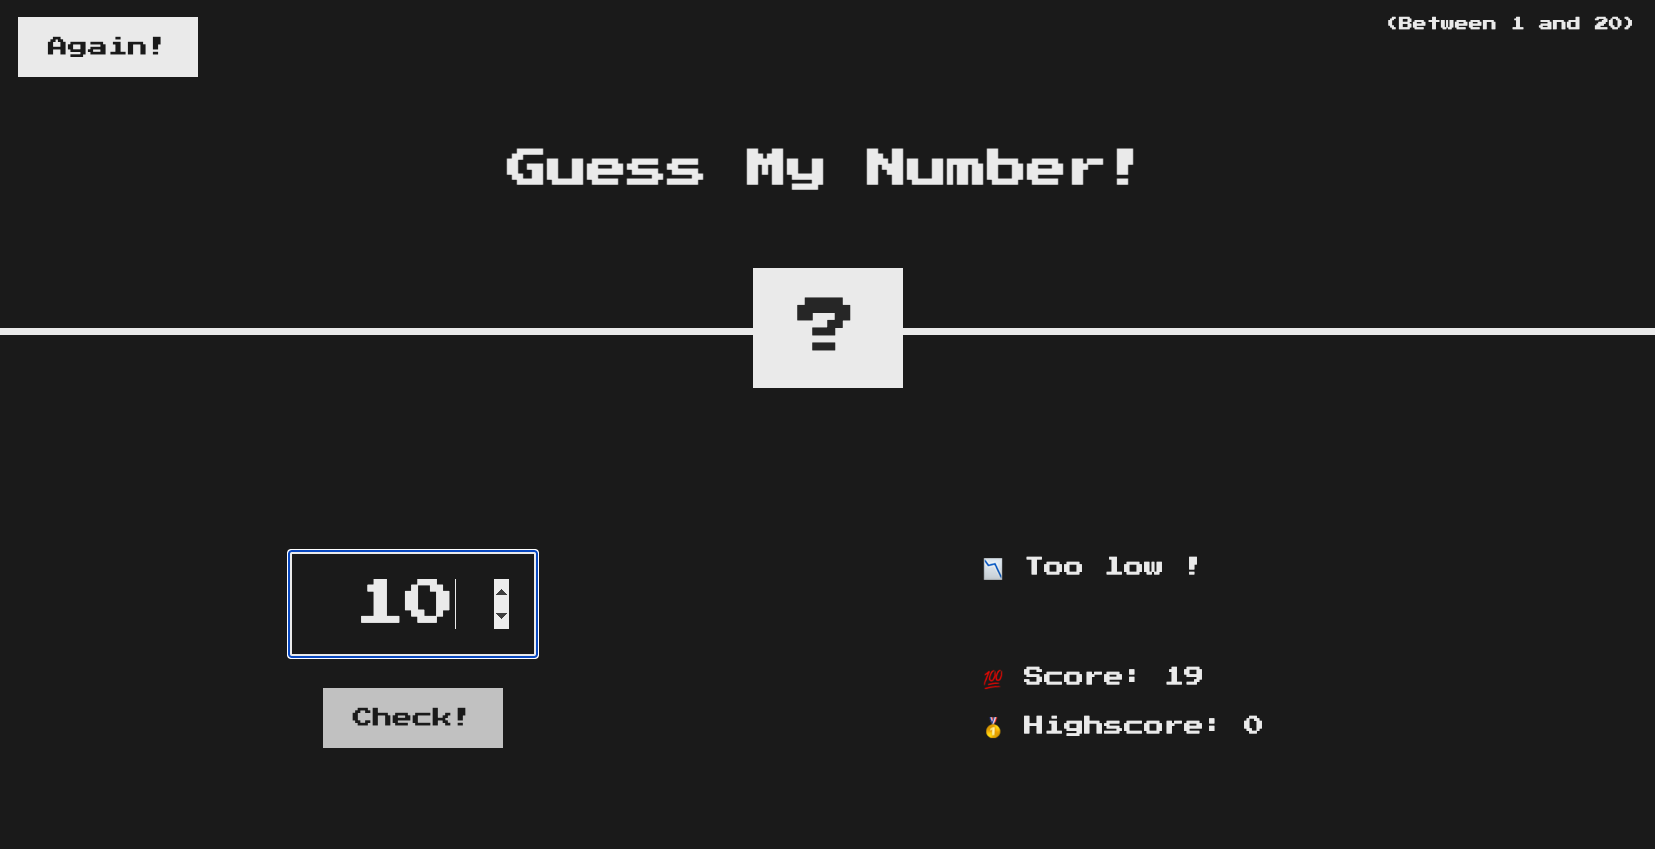 Again!
(Between 1 and 20)
Guess My Number!
?
10
📉 Too low !
Check!
💯 Score: 19
🥇 Highscore: 0